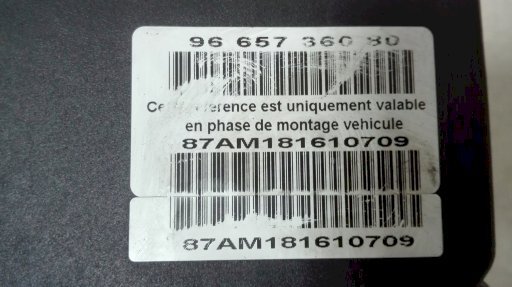 96 657 360 80
est uniquement valable
en phase de montage vehicule
87AM181610709
87AM181610709